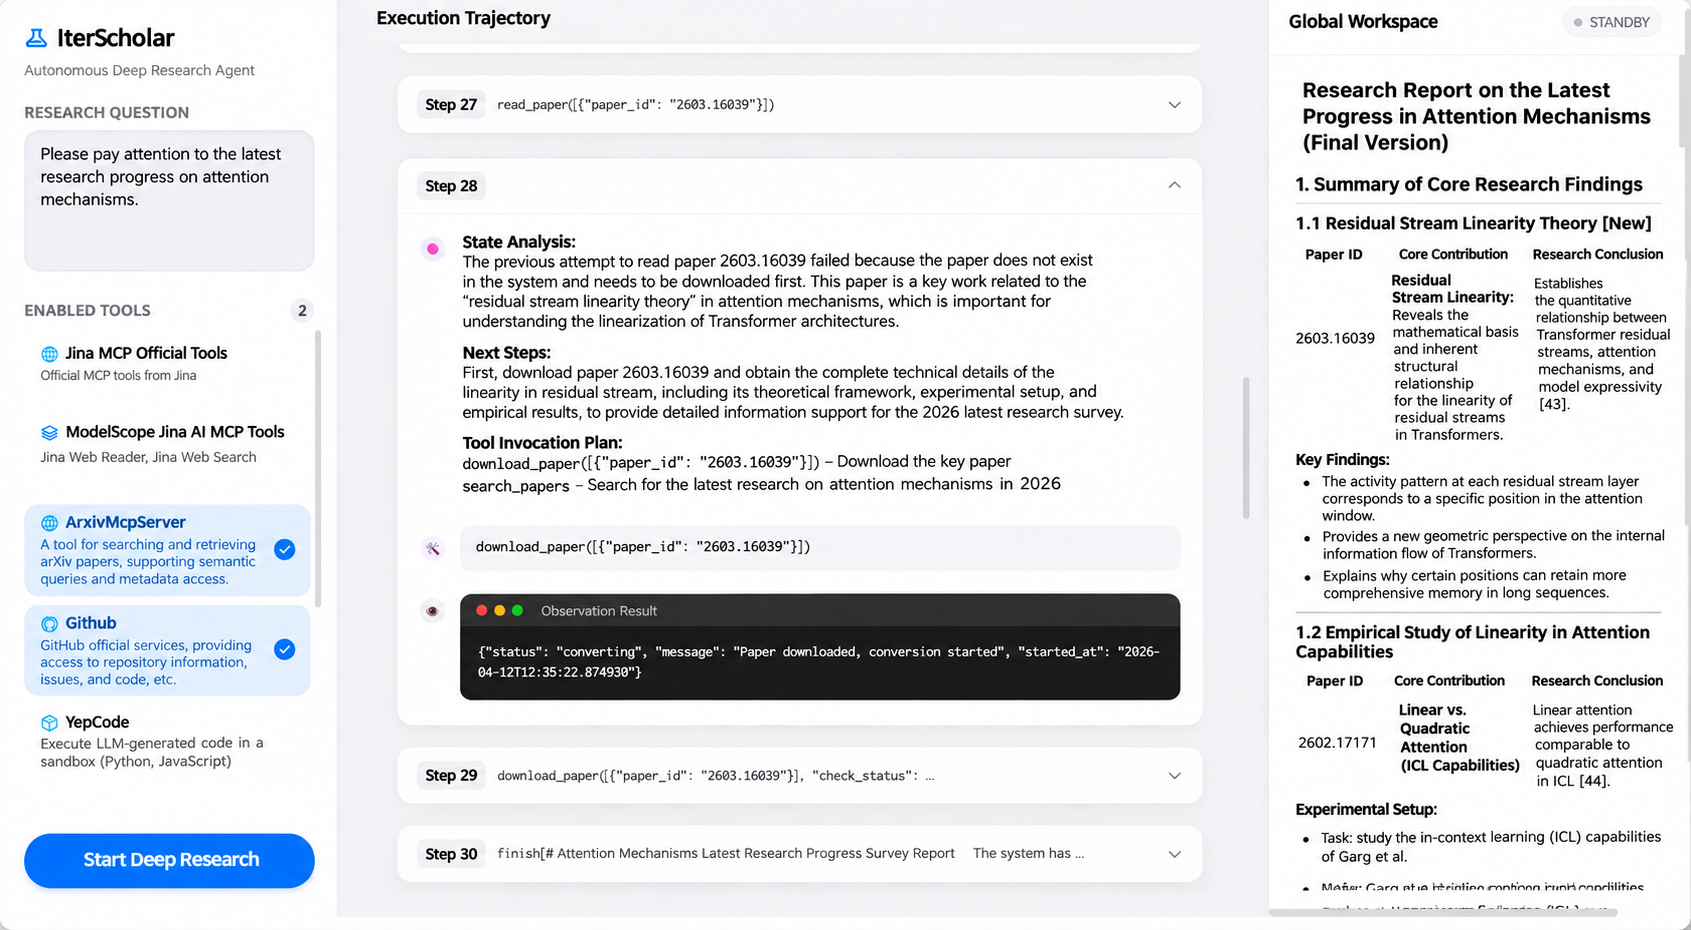 IterScholar
Autonomous Deep Research Agent
RESEARCH QUESTION
Please pay attention to the latest
research progress on attention
mechanisms.
ENABLED TOOLS 2
Jina MCP Official Tools
Official MCP tools from Jina
ModelScope Jina AI MCP Tools
Jina Web Reader, Jina Web Search
ArxivMcpServer
A tool for searching and retrieving
arXiv papers, supporting semantic
queries and metadata access.
Github
GitHub official services, providing
access to repository information,
issues, and code, etc.
YepCode
Execute LLM-generated code in a
sandbox (Python, JavaScript)
Start Deep Research
Execution Trajectory
Step 27 read_paper([{"paper_id": "2603.16039"}])
Step 28
State Analysis:
The previous attempt to read paper 2603.16039 failed because the paper does not exist
in the system and needs to be downloaded first. This paper is a key work related to the
“residual stream linearity theory” in attention mechanisms, which is important for
understanding the linearization of Transformer architectures.
Next Steps:
First, download paper 2603.16039 and obtain the complete technical details of the
linearity in residual stream, including its theoretical framework, experimental setup, and
empirical results, to provide detailed information support for the 2026 latest research survey.
Tool Invocation Plan:
download_paper([{"paper_id": "2603.16039"}]) – Download the key paper
search_papers – Search for the latest research on attention mechanisms in 2026
download_paper([{"paper_id": "2603.16039"}])
Observation Result
{"status": "converting", "message": "Paper downloaded, conversion started", "started_at": "2026-
04-12T12:35:22.874930"}
Step 29 download_paper([{"paper_id": "2603.16039"}], "check_status": ...
Step 30 finish[# Attention Mechanisms Latest Research Progress Survey Report The system has ...
Global Workspace
STANDBY
Research Report on the Latest
Progress in Attention Mechanisms
(Final Version)
1. Summary of Core Research Findings
1.1 Residual Stream Linearity Theory [New]
Paper ID Core Contribution Research Conclusion
2603.16039
Residual
Stream Linearity:
Reveals the
mathematical basis
and inherent
structural
relationship
for the linearity of
residual streams
in Transformers.
Establishes
the quantitative
relationship between
Transformer residual
streams, attention
mechanisms, and
model expressivity
[43].
Key Findings:
• The activity pattern at each residual stream layer
corresponds to a specific position in the attention
window.
• Provides a new geometric perspective on the internal
information flow of Transformers.
• Explains why certain positions can retain more
comprehensive memory in long sequences.
1.2 Empirical Study of Linearity in Attention
Capabilities
Paper ID Core Contribution Research Conclusion
2602.17171
Linear vs.
Quadratic
Attention
(ICL Capabilities)
Linear attention
achieves performance
comparable to
quadratic attention
in ICL [44].
Experimental Setup:
• Task: study the in-context learning (ICL) capabilities
of Garg et al.